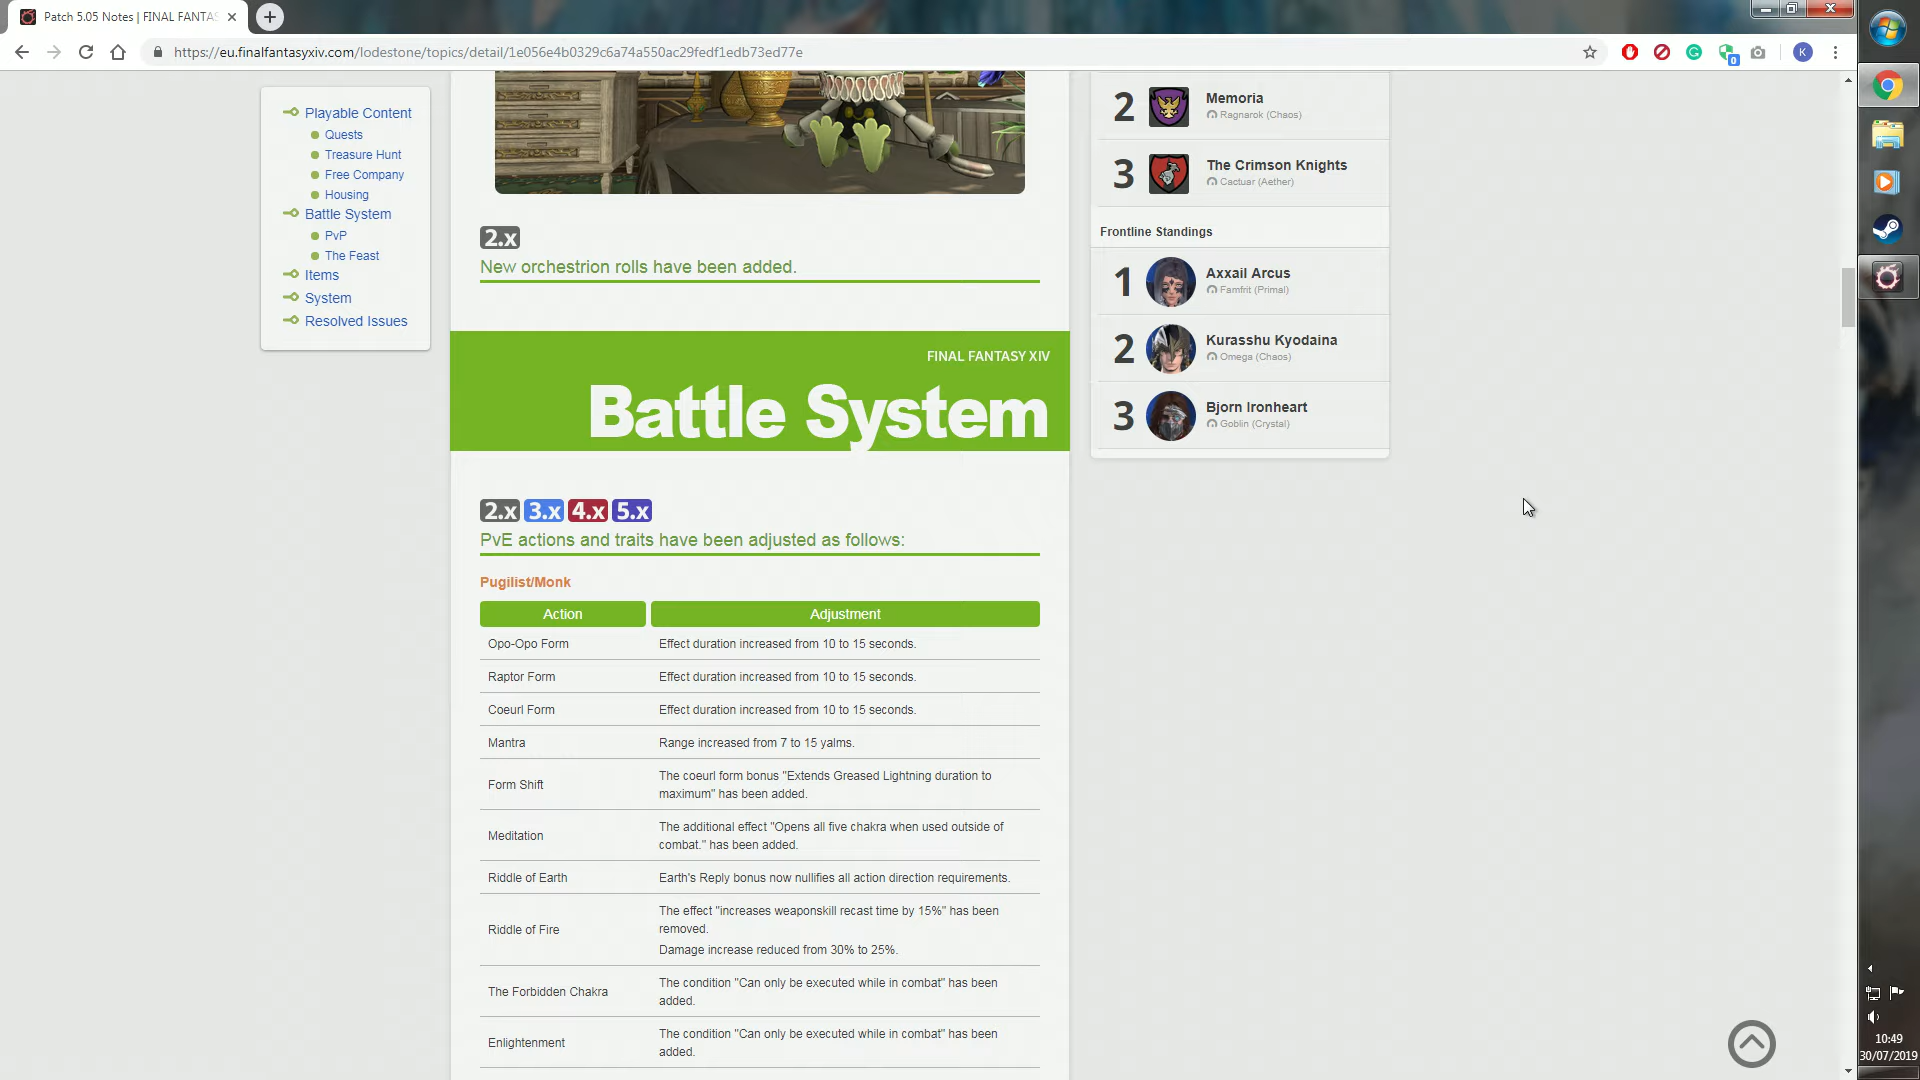 Patch 5.05 Notes | FINAL FANTAS
https://eu.finalfantasyxiv.com/lodestone/topics/detail/1e056e4b0329c6a74a550ac29fedf1edb73ed77e
0
K
Playable Content
Quests
Treasure Hunt
Free Company
Housing
Battle System
PvP
The Feast
Items
System
Resolved Issues
2.x
New orchestrion rolls have been added.
FINAL FANTASY XIV
Battle System
2.x 3.x 4.x 5.x
PvE actions and traits have been adjusted as follows:
Pugilist/Monk
Action Adjustment
Opo-Opo Form Effect duration increased from 10 to 15 seconds.
Raptor Form Effect duration increased from 10 to 15 seconds.
Coeurl Form Effect duration increased from 10 to 15 seconds.
Mantra Range increased from 7 to 15 yalms.
Form Shift The coeurl form bonus "Extends Greased Lightning duration to
maximum" has been added.
Meditation The additional effect "Opens all five chakra when used outside of
combat." has been added.
Riddle of Earth Earth's Reply bonus now nullifies all action direction requirements.
Riddle of Fire The effect "increases weaponskill recast time by 15%" has been
removed.
Damage increase reduced from 30% to 25%.
The Forbidden Chakra The condition "Can only be executed while in combat" has been
added.
Enlightenment The condition "Can only be executed while in combat" has been
added.
2 Memoria
Ragnarok (Chaos)
3 The Crimson Knights
Cactuar (Aether)
Frontline Standings
1 Axxail Arcus
Famfrit (Primal)
2 Kurasshu Kyodaina
Omega (Chaos)
3 Bjorn Ironheart
Goblin (Crystal)
10:49
30/07/2019